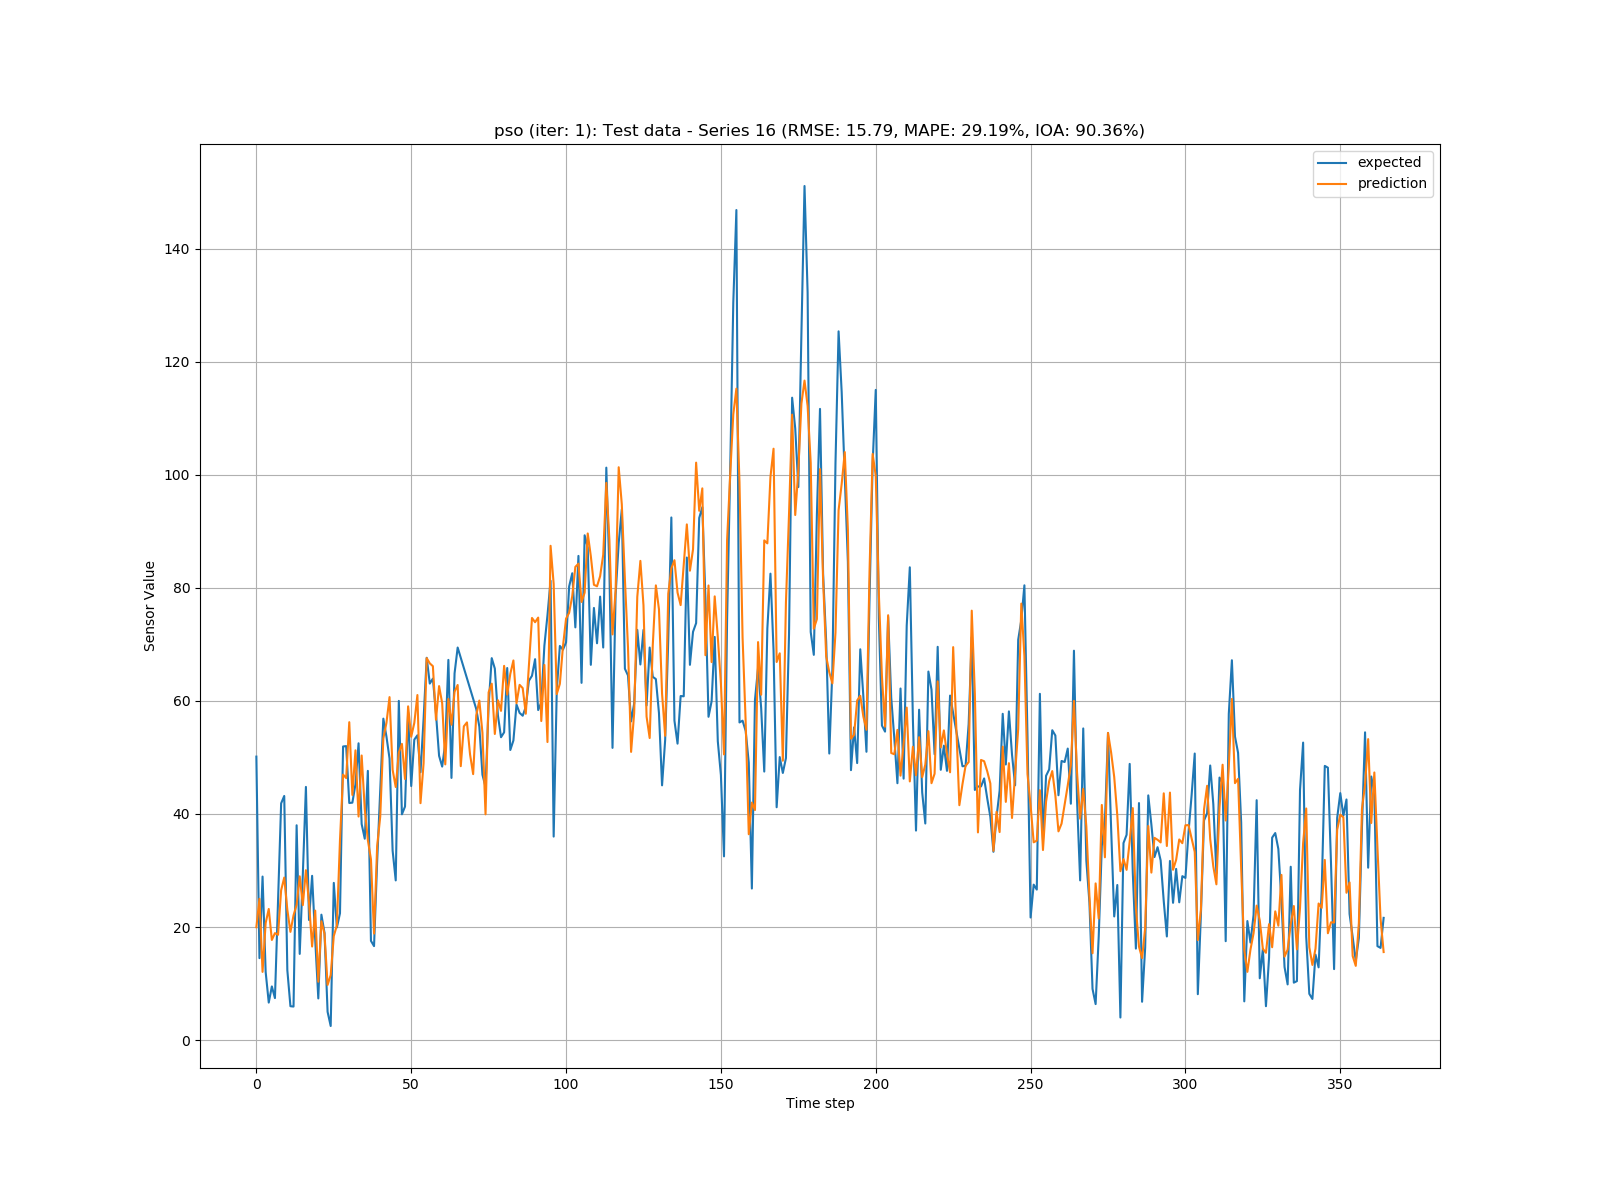 pso (iter: 1): Test data - Series 16 (RMSE: 15.79, MAPE: 29.19%, IOA: 90.36%)
expected
prediction
140
120
100
80
60
40
20
0
Sensor Value
0 50 100 150 200 250 300 350
Time step